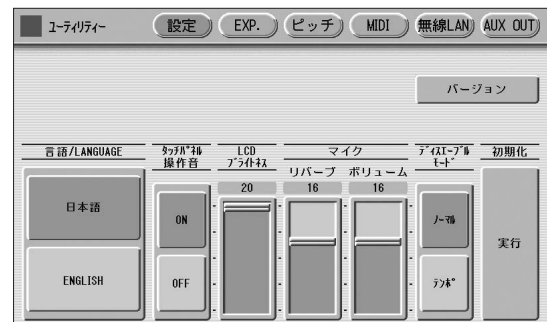 ﾕｰﾃｨﾘﾃｨｰ 設定 EXP. ピッチ MIDI 無線LAN AUX OUT
バージョン
言語/LANGUAGE ﾀｯﾁﾊﾟﾈﾙ LCD マイク ﾃﾞｨｽｴｰﾌﾞﾙ 初期化
操作音 ﾌﾞﾗｲﾄﾈｽ リバーブ ボリューム ﾓｰﾄﾞ
20 16 16
日本語 ON ﾉｰﾏﾙ
実行
ENGLISH OFF ﾃﾝﾎﾟ